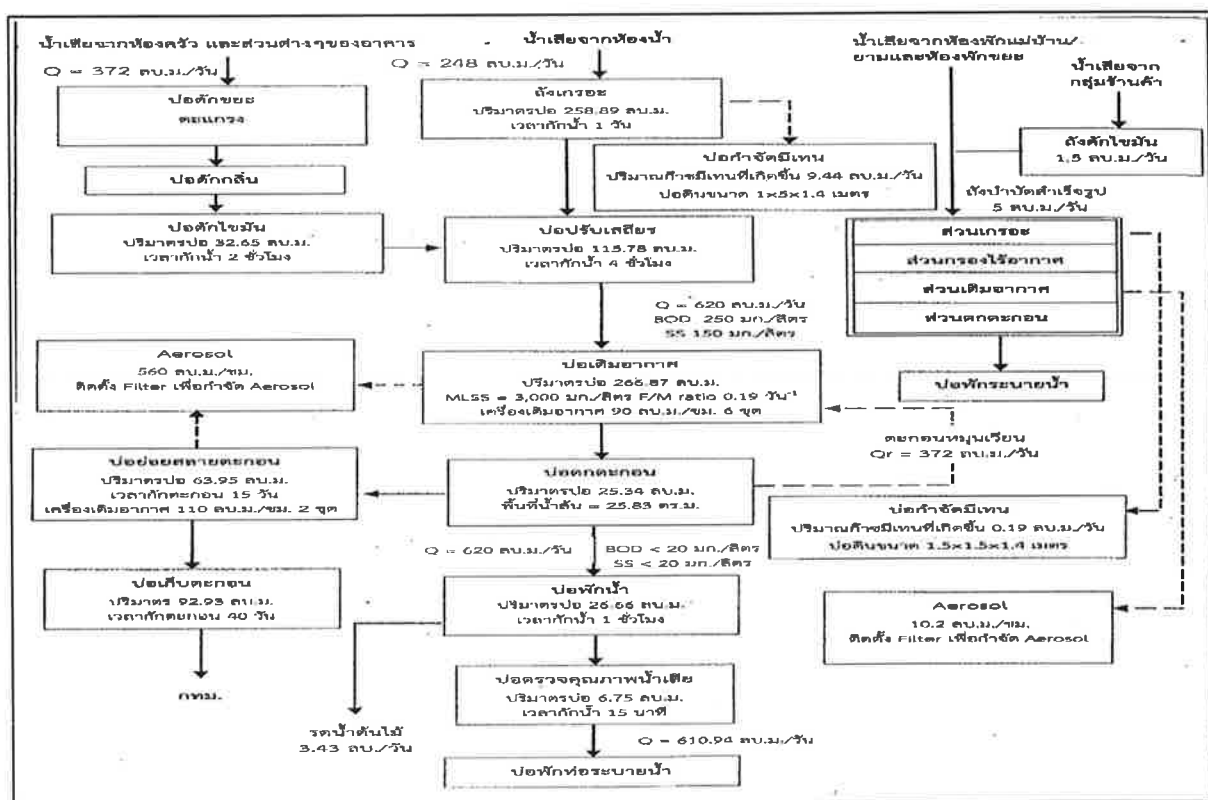 น้ำเสียจากห้องครัว และส่วนต่างๆของอาคาร
Q = 372 ลบ.ม./วัน
บ่อดักขยะ
ตะแกรง
บ่อดักกลิ่น
บ่อดักไขมัน
ปริมาตรบ่อ 32.65 ลบ.ม.
เวลากักน้ำ 2 ชั่วโมง
น้ำเสียจากห้องน้ำ
Q = 248 ลบ.ม./วัน
ถังเกรอะ
ปริมาตรบ่อ 258.89 ลบ.ม.
เวลากักน้ำ 1 วัน
บ่อกำจัดมีเทน
ปริมาณก๊าซมีเทนที่เกิดขึ้น 9.44 ลบ.ม./วัน
บ่อดินขนาด 1×5×1.4 เมตร
บ่อปรับเสถียร
ปริมาตรบ่อ 115.78 ลบ.ม.
เวลากักน้ำ 4 ชั่วโมง
น้ำเสียจากห้องพักแม่บ้าน/
ยามและห้องพักขยะ
น้ำเสียจาก
กลุ่มร้านค้า
ถังดักไขมัน
1.5 ลบ.ม./วัน
ถังบำบัดสำเร็จรูป
5 ลบ.ม./วัน
ส่วนเกรอะ
ส่วนกรองไร้อากาศ
ส่วนเติมอากาศ
ส่วนตกตะกอน
บ่อพักระบายน้ำ
Q = 620 ลบ.ม./วัน
BOD 250 มก./ลิตร
SS 150 มก./ลิตร
Aerosol
560 ลบ.ม./ชม.
ติดตั้ง Filter เพื่อกำจัด Aerosol
บ่อเติมอากาศ
ปริมาตรบ่อ 266.87 ลบ.ม.
MLSS = 3,000 มก./ลิตร F/M ratio 0.19 วัน⁻¹
เครื่องเติมอากาศ 90 ลบ.ม./ชม. 6 ชุด
ตะกอนหมุนเวียน
Qr = 372 ลบ.ม./วัน
บ่อย่อยสลายตะกอน
ปริมาตรบ่อ 63.95 ลบ.ม.
เวลากักตะกอน 15 วัน
เครื่องเติมอากาศ 110 ลบ.ม./ชม. 2 ชุด
บ่อตกตะกอน
ปริมาตรบ่อ 25.34 ลบ.ม.
พื้นที่น้ำล้น = 25.83 ตร.ม.
บ่อกำจัดมีเทน
ปริมาณก๊าซมีเทนที่เกิดขึ้น 0.19 ลบ.ม./วัน
บ่อดินขนาด 1.5×1.5×1.4 เมตร
Q = 620 ลบ.ม./วัน
BOD < 20 มก./ลิตร
SS < 20 มก./ลิตร
บ่อเก็บตะกอน
ปริมาตร 92.93 ลบ.ม.
เวลากักตะกอน 40 วัน
กทม.
บ่อพักน้ำ
ปริมาตรบ่อ 26.66 ลบ.ม.
เวลากักน้ำ 1 ชั่วโมง
Aerosol
10.2 ลบ.ม./ชม.
ติดตั้ง Filter เพื่อกำจัด Aerosol
รดน้ำต้นไม้
3.43 ลบ./วัน
บ่อตรวจคุณภาพน้ำเสีย
ปริมาตรบ่อ 6.75 ลบ.ม.
เวลากักน้ำ 15 นาที
Q = 610.94 ลบ.ม./วัน
บ่อพักท่อระบายน้ำ